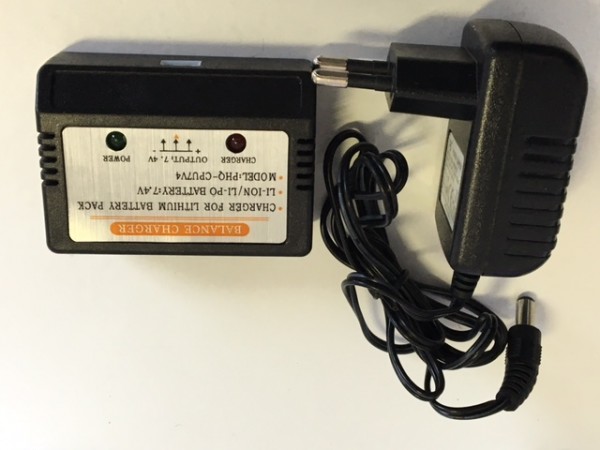 BALANCE CHARGER
• CHARGER FOR LITHIUM BATTERY PACK
• LI-ION/LI-PO BATTERY:7.4V
• MODEL:PHQ-CPU7V4
CHARGER OUTPUT:7.4V POWER
- +